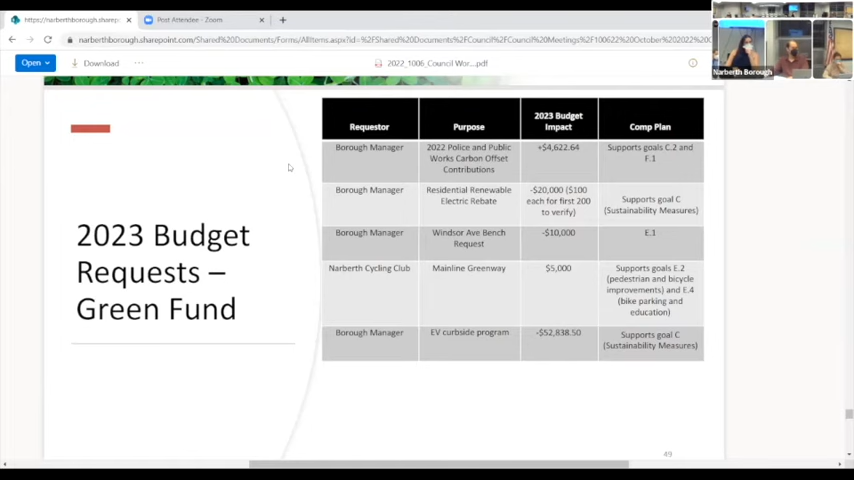 https://narberthborough.sharep
Post Attendee - Zoom
narberthborough.sharepoint.com/Shared%20Documents/Forms/AllItems.aspx?id=%2FShared%20Documents%2FCouncil%2FCouncil%20Meetings%2F100622%20October%202022%20
Open
Download
2022_1006_Council Wor....pdf
Narberth Borough
2023 Budget
Requests –
Green Fund
Requestor
Purpose
2023 Budget
Impact
Comp Plan
Borough Manager
2022 Police and Public
Works Carbon Offset
Contributions
+$4,622.64
Supports goals C.2 and
F.1
Borough Manager
Residential Renewable
Electric Rebate
-$20,000 ($100
each for first 200
to verify)
Supports goal C
(Sustainability Measures)
Borough Manager
Windsor Ave Bench
Request
-$10,000
E.1
Narberth Cycling Club
Mainline Greenway
$5,000
Supports goals E.2
(pedestrian and bicycle
improvements) and E.4
(bike parking and
education)
Borough Manager
EV curbside program
-$52,838.50
Supports goal C
(Sustainability Measures)
49